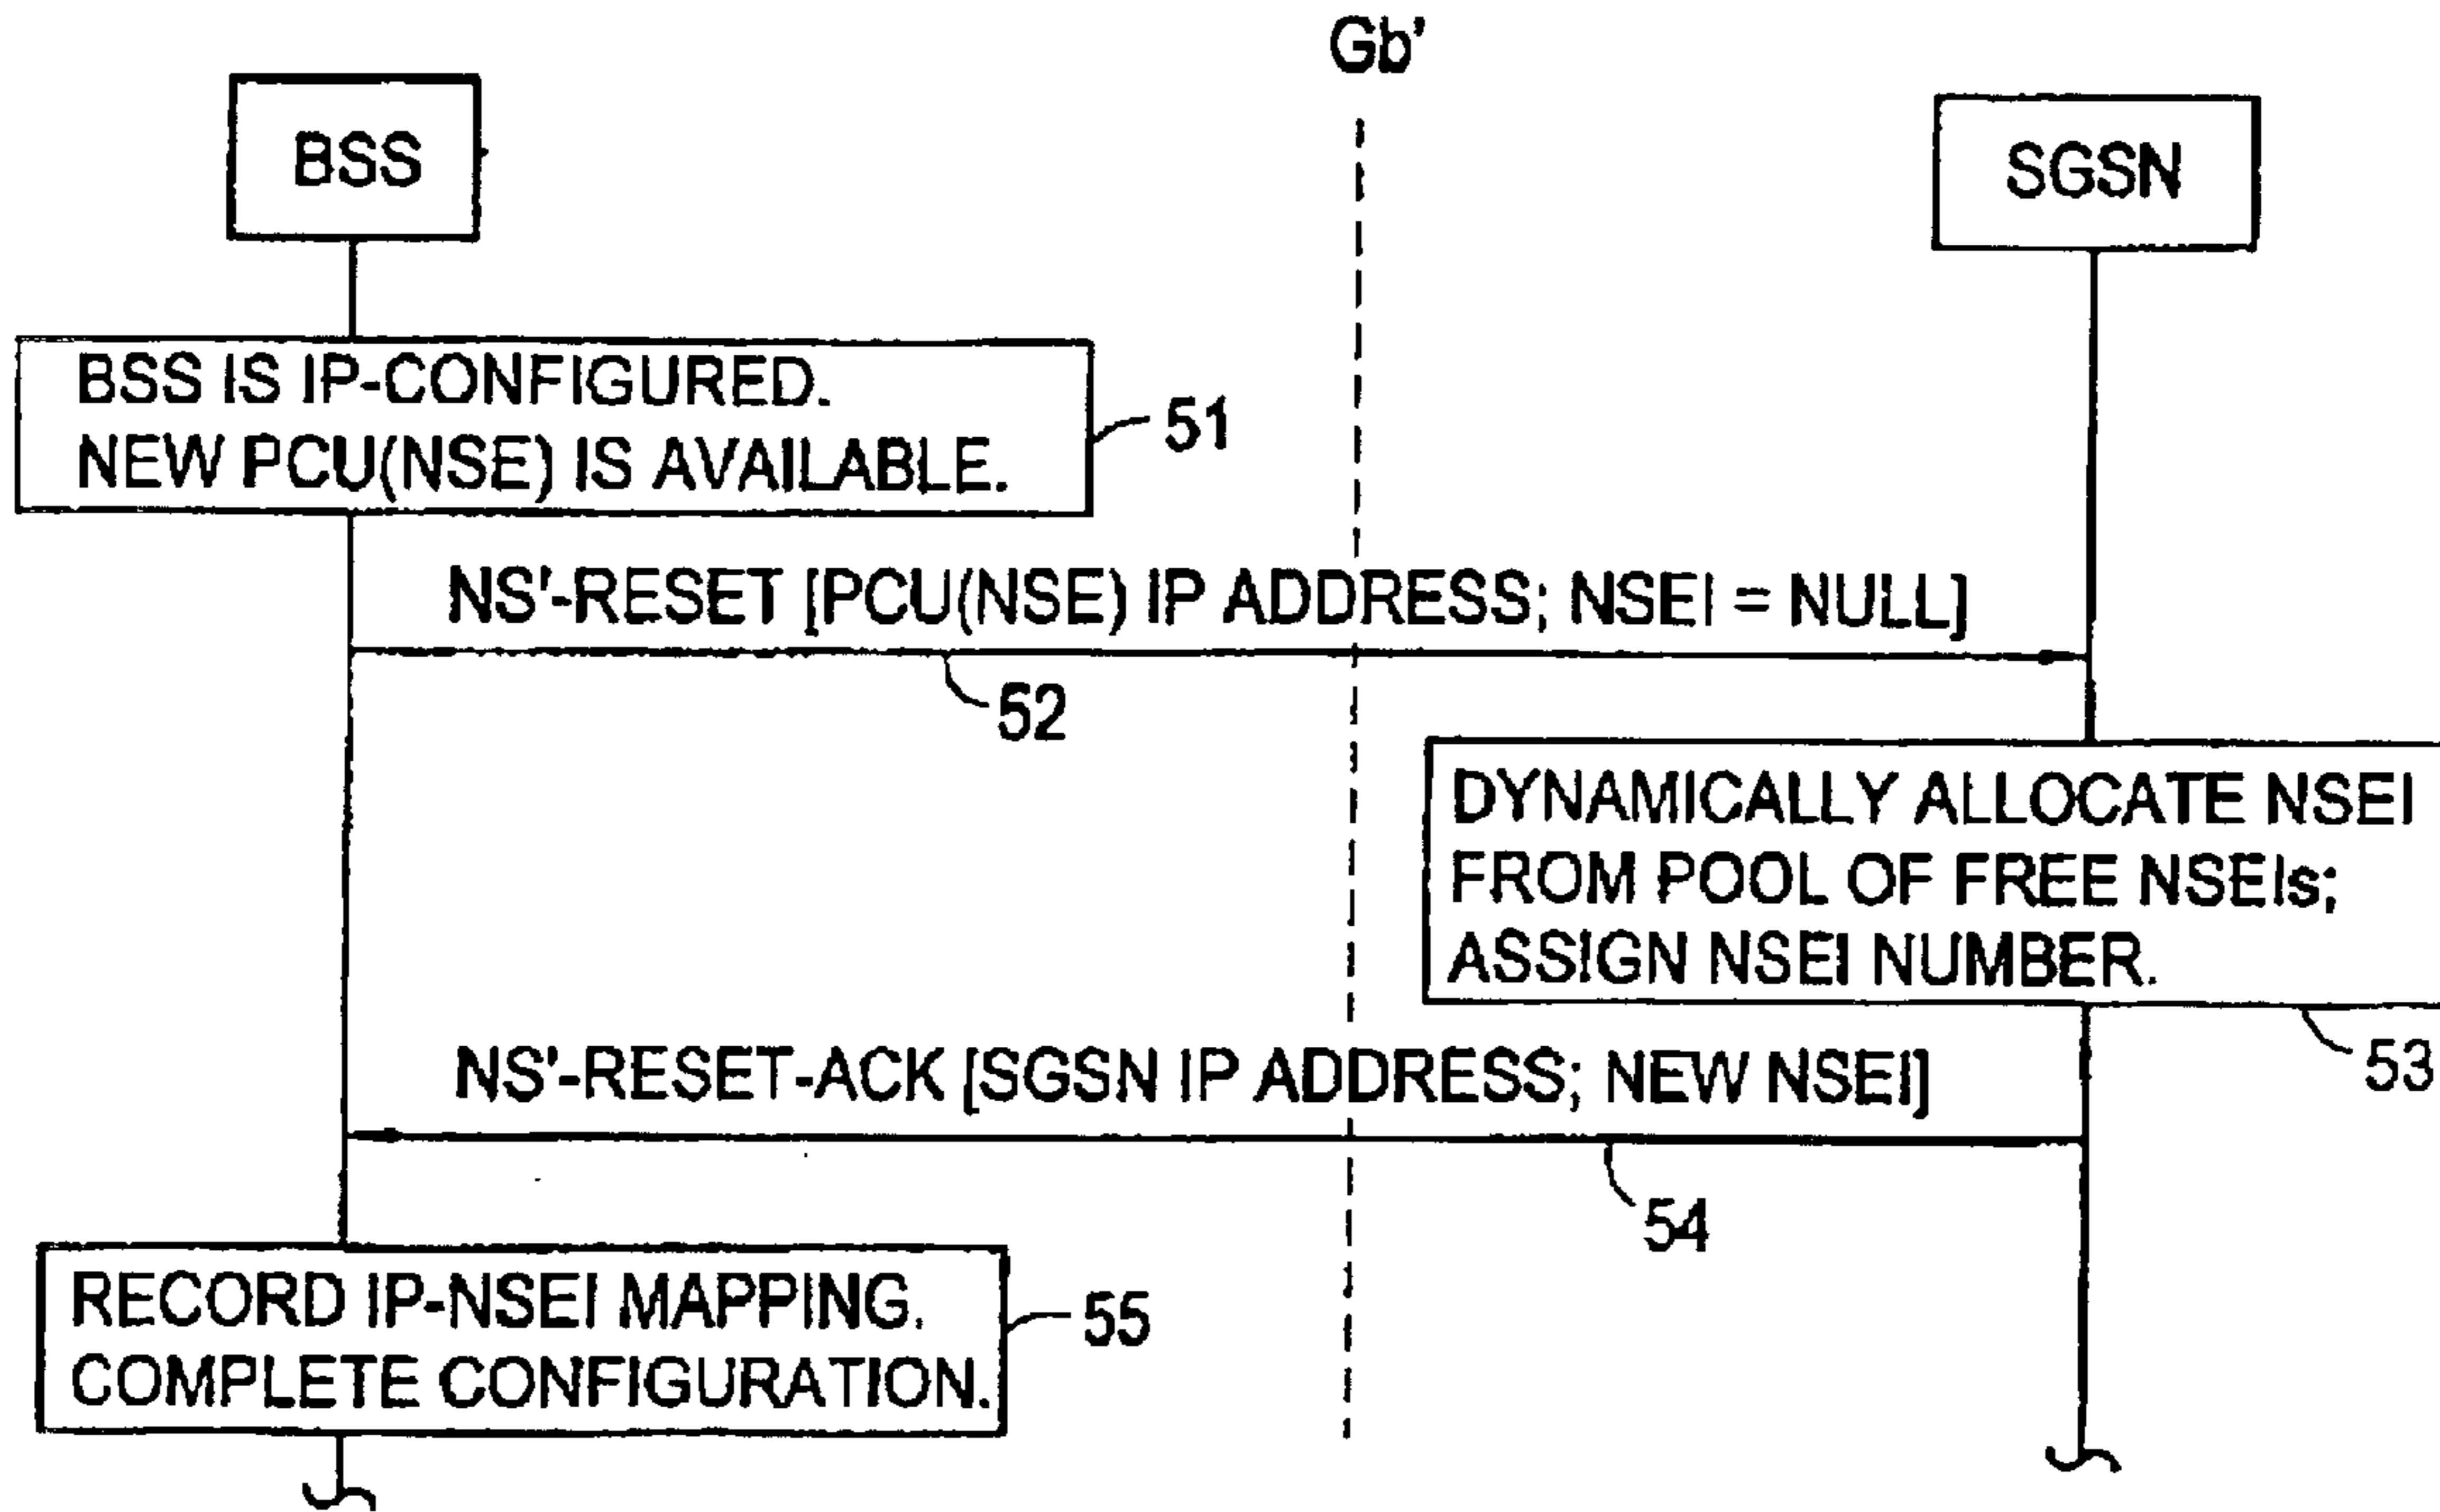 Gb'
BSS
SGSN
BSS IS IP-CONFIGURED.
NEW PCU(NSE) IS AVAILABLE.
51
NS'-RESET [PCU(NSE) IP ADDRESS; NSEI = NULL]
52
DYNAMICALLY ALLOCATE NSEI
FROM POOL OF FREE NSEIs;
ASSIGN NSEI NUMBER.
53
NS'-RESET-ACK [SGSN IP ADDRESS; NEW NSEI]
54
RECORD IP-NSEI MAPPING.
COMPLETE CONFIGURATION.
55